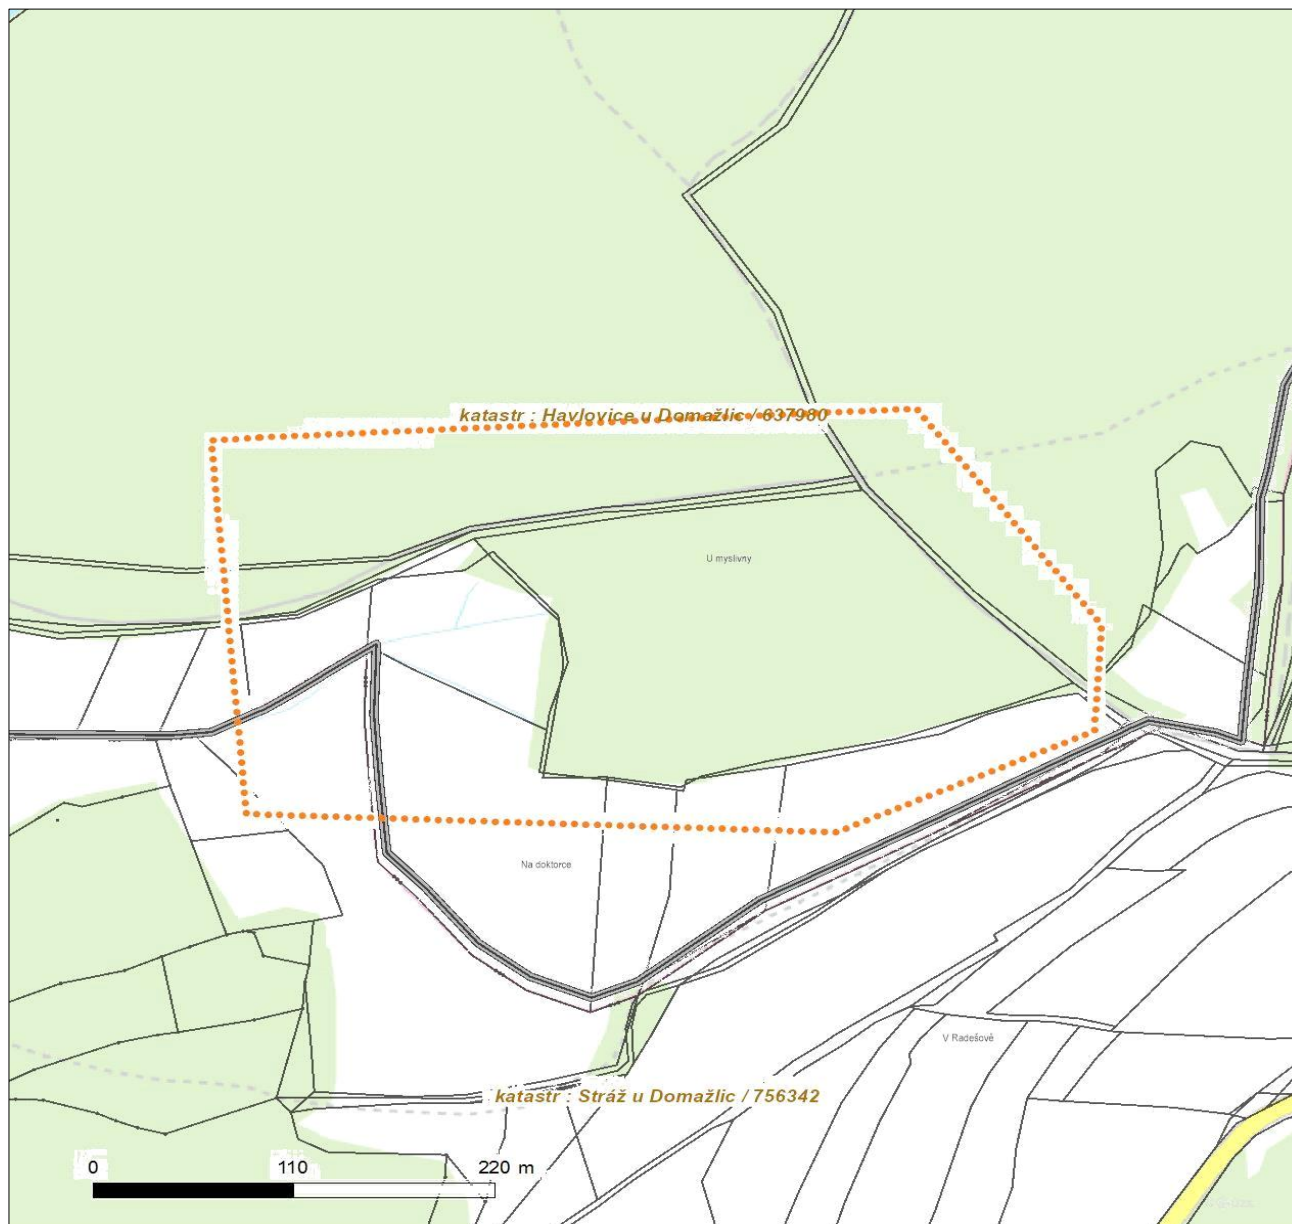 katastr : Havlovice u Domažlic / 637980
U myslivny
Na doktorce
V Radešově
katastr : Stráž u Domažlic / 756342
0 110 220 m